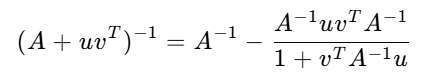 (A + uv^T)^{-1} = A^{-1} - \frac{A^{-1}uv^T A^{-1}}{1 + v^T A^{-1}u}